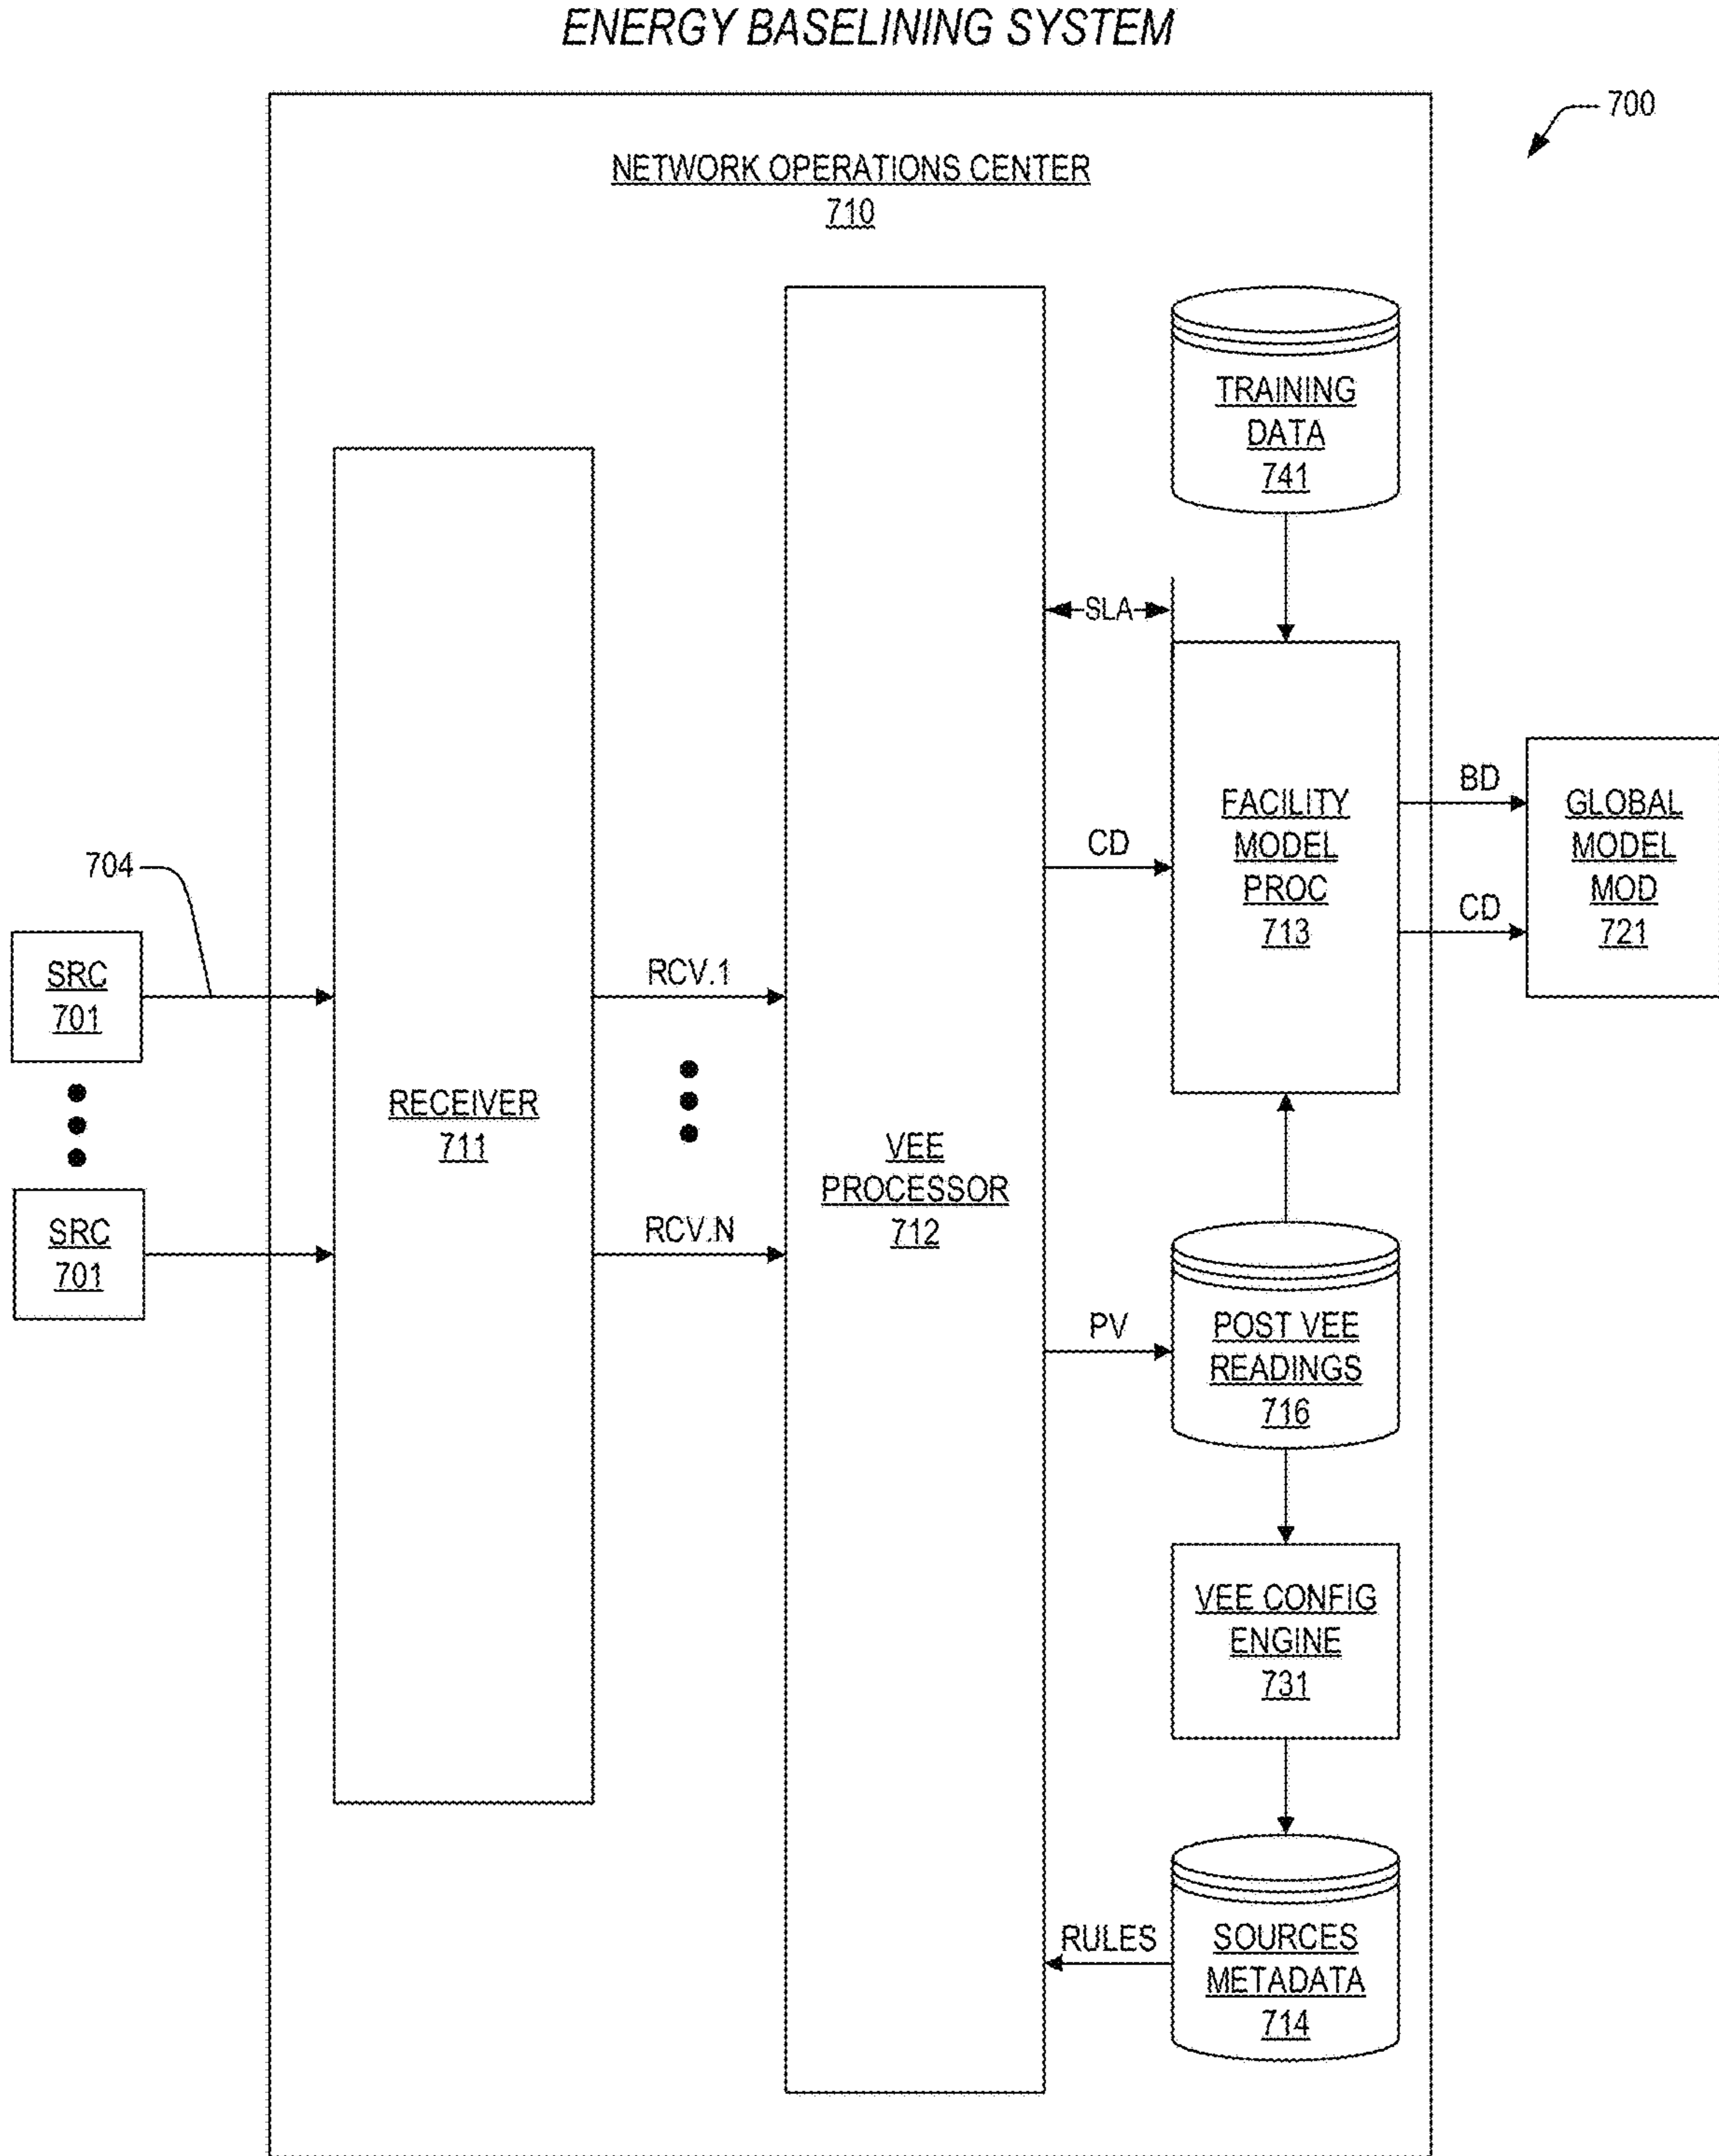 ENERGY BASELINING SYSTEM
700
NETWORK OPERATIONS CENTER
710
TRAINING
DATA
741
SLA
FACILITY
MODEL
PROC
713
BD
CD
GLOBAL
MODEL
MOD
721
CD
704
SRC
701
SRC
701
RECEIVER
711
RCV.1
RCV.N
VEE
PROCESSOR
712
PV
POST VEE
READINGS
716
VEE CONFIG
ENGINE
731
RULES
SOURCES
METADATA
714